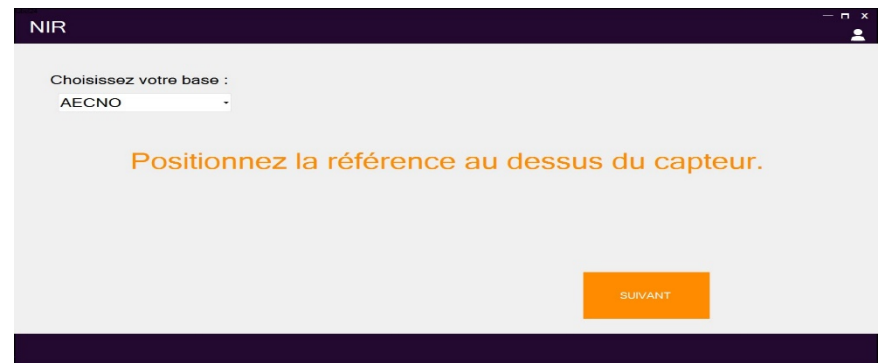 NIR
Choisissez votre base :
AECNO
Positionnez la référence au dessus du capteur.
SUIVANT